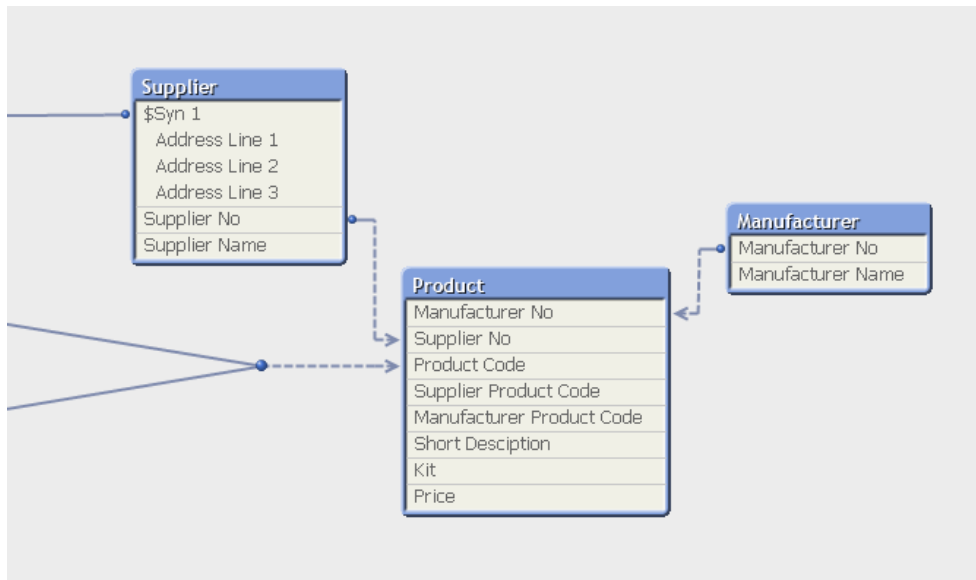 Supplier
$Syn 1
Address Line 1
Address Line 2
Address Line 3
Supplier No
Supplier Name
Manufacturer
Manufacturer No
Manufacturer Name
Product
Manufacturer No
Supplier No
Product Code
Supplier Product Code
Manufacturer Product Code
Short Desciption
Kit
Price